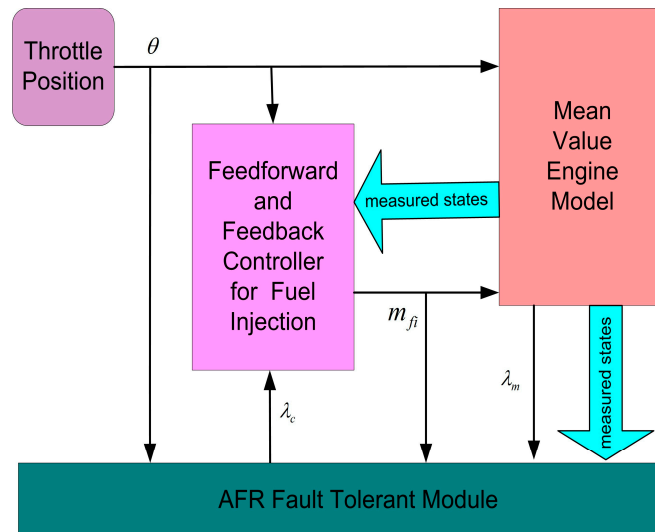 Throttle
Position
θ
Mean
Value
Engine
Model
Feedforward
and
Feedback
Controller
for Fuel
Injection
measured states
m_fi
λ_c
λ_m
measured states
AFR Fault Tolerant Module